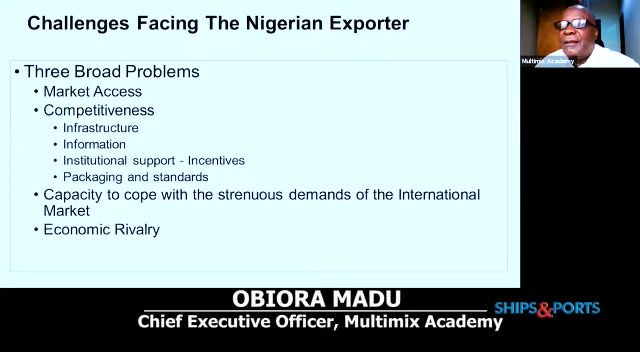 Challenges Facing The Nigerian Exporter
Multimix Academy
• Three Broad Problems
• Market Access
• Competitiveness
• Infrastructure
• Information
• Institutional support - Incentives
• Packaging and standards
• Capacity to cope with the strenuous demands of the International
Market
• Economic Rivalry
OBIORA MADU
Chief Executive Officer, Multimix Academy
SHIPS&PORTS